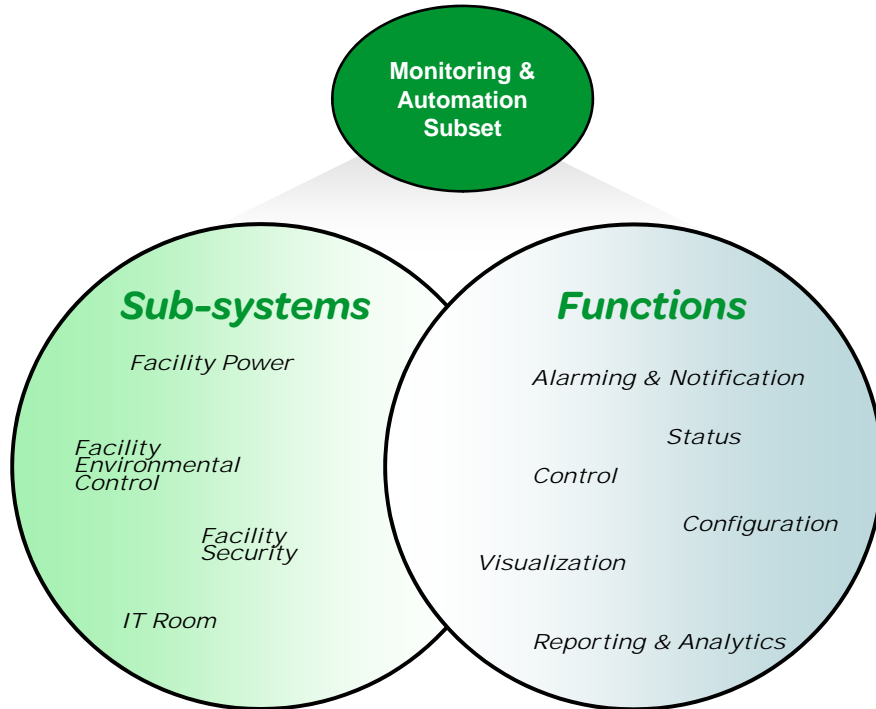 Monitoring &
Automation
Subset
Sub-systems
Facility Power
Facility
Environmental
Control
Facility
Security
IT Room
Functions
Alarming & Notification
Status
Control
Configuration
Visualization
Reporting & Analytics